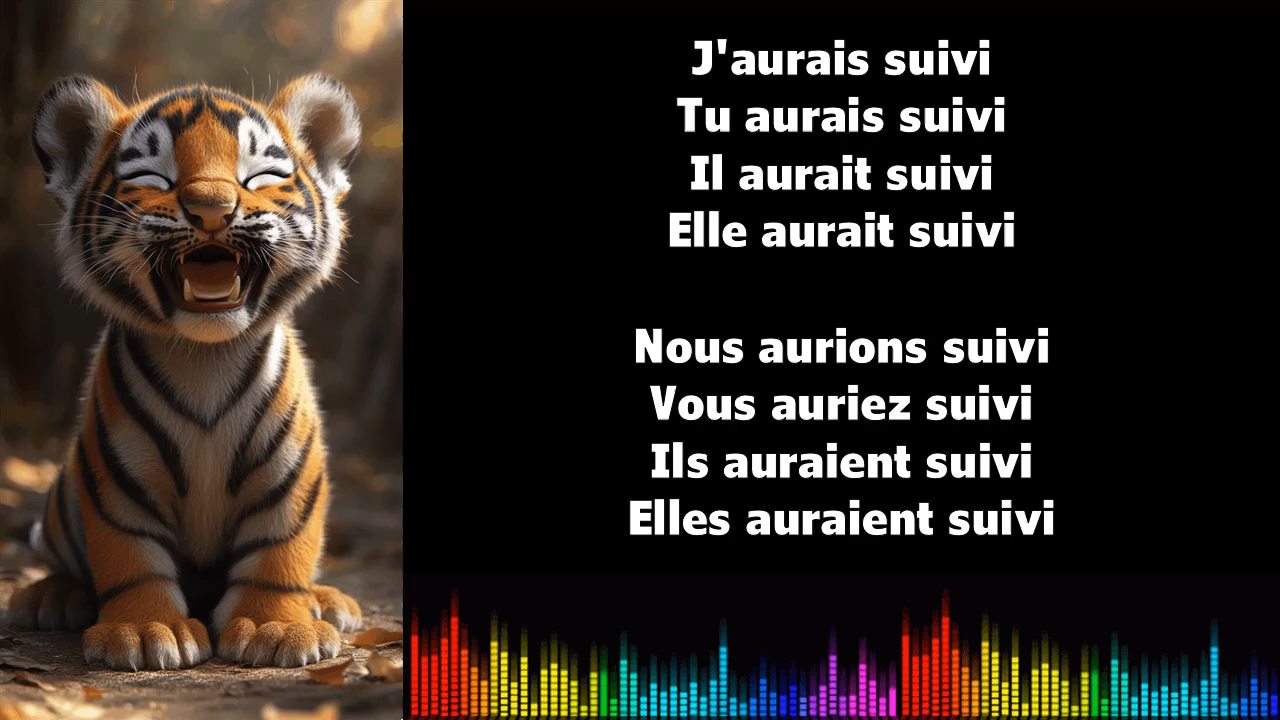 J'aurais suivi
Tu aurais suivi
Il aurait suivi
Elle aurait suivi
Nous aurions suivi
Vous auriez suivi
Ils auraient suivi
Elles auraient suivi